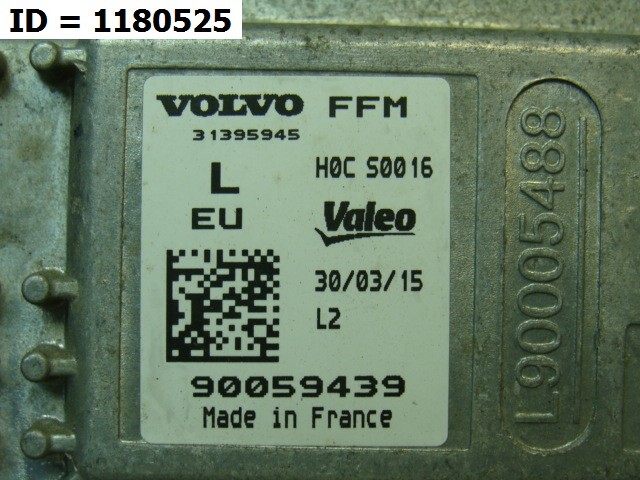 ID = 1180525
VOLVO FFM
31395945
L
H0C S0016
EU
Valeo
30/03/15
L2
90059439
Made in France
L90005488